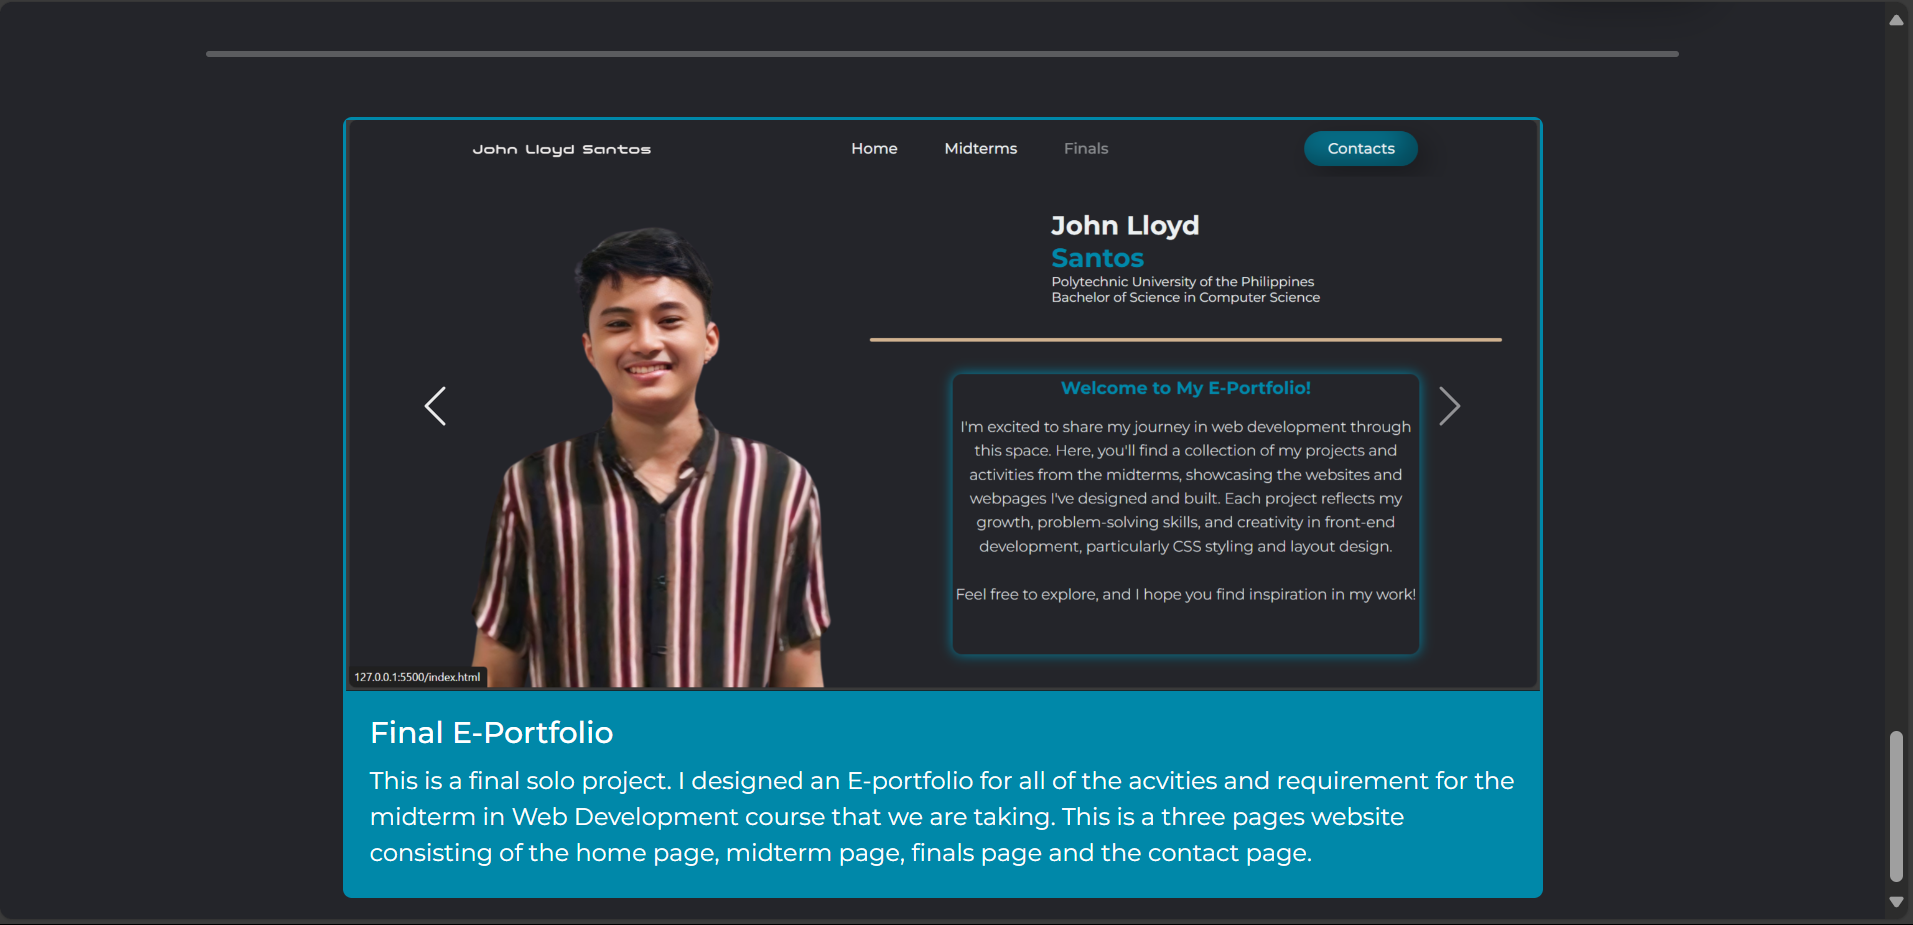 John Lloyd Santos
Home Midterms Finals Contacts
John Lloyd
Santos
Polytechnic University of the Philippines
Bachelor of Science in Computer Science
Welcome to My E-Portfolio!
I'm excited to share my journey in web development through
this space. Here, you'll find a collection of my projects and
activities from the midterms, showcasing the websites and
webpages I've designed and built. Each project reflects my
growth, problem-solving skills, and creativity in front-end
development, particularly CSS styling and layout design.
Feel free to explore, and I hope you find inspiration in my work!
127.0.0.1:5500/index.html
Final E-Portfolio
This is a final solo project. I designed an E-portfolio for all of the acvities and requirement for the
midterm in Web Development course that we are taking. This is a three pages website
consisting of the home page, midterm page, finals page and the contact page.